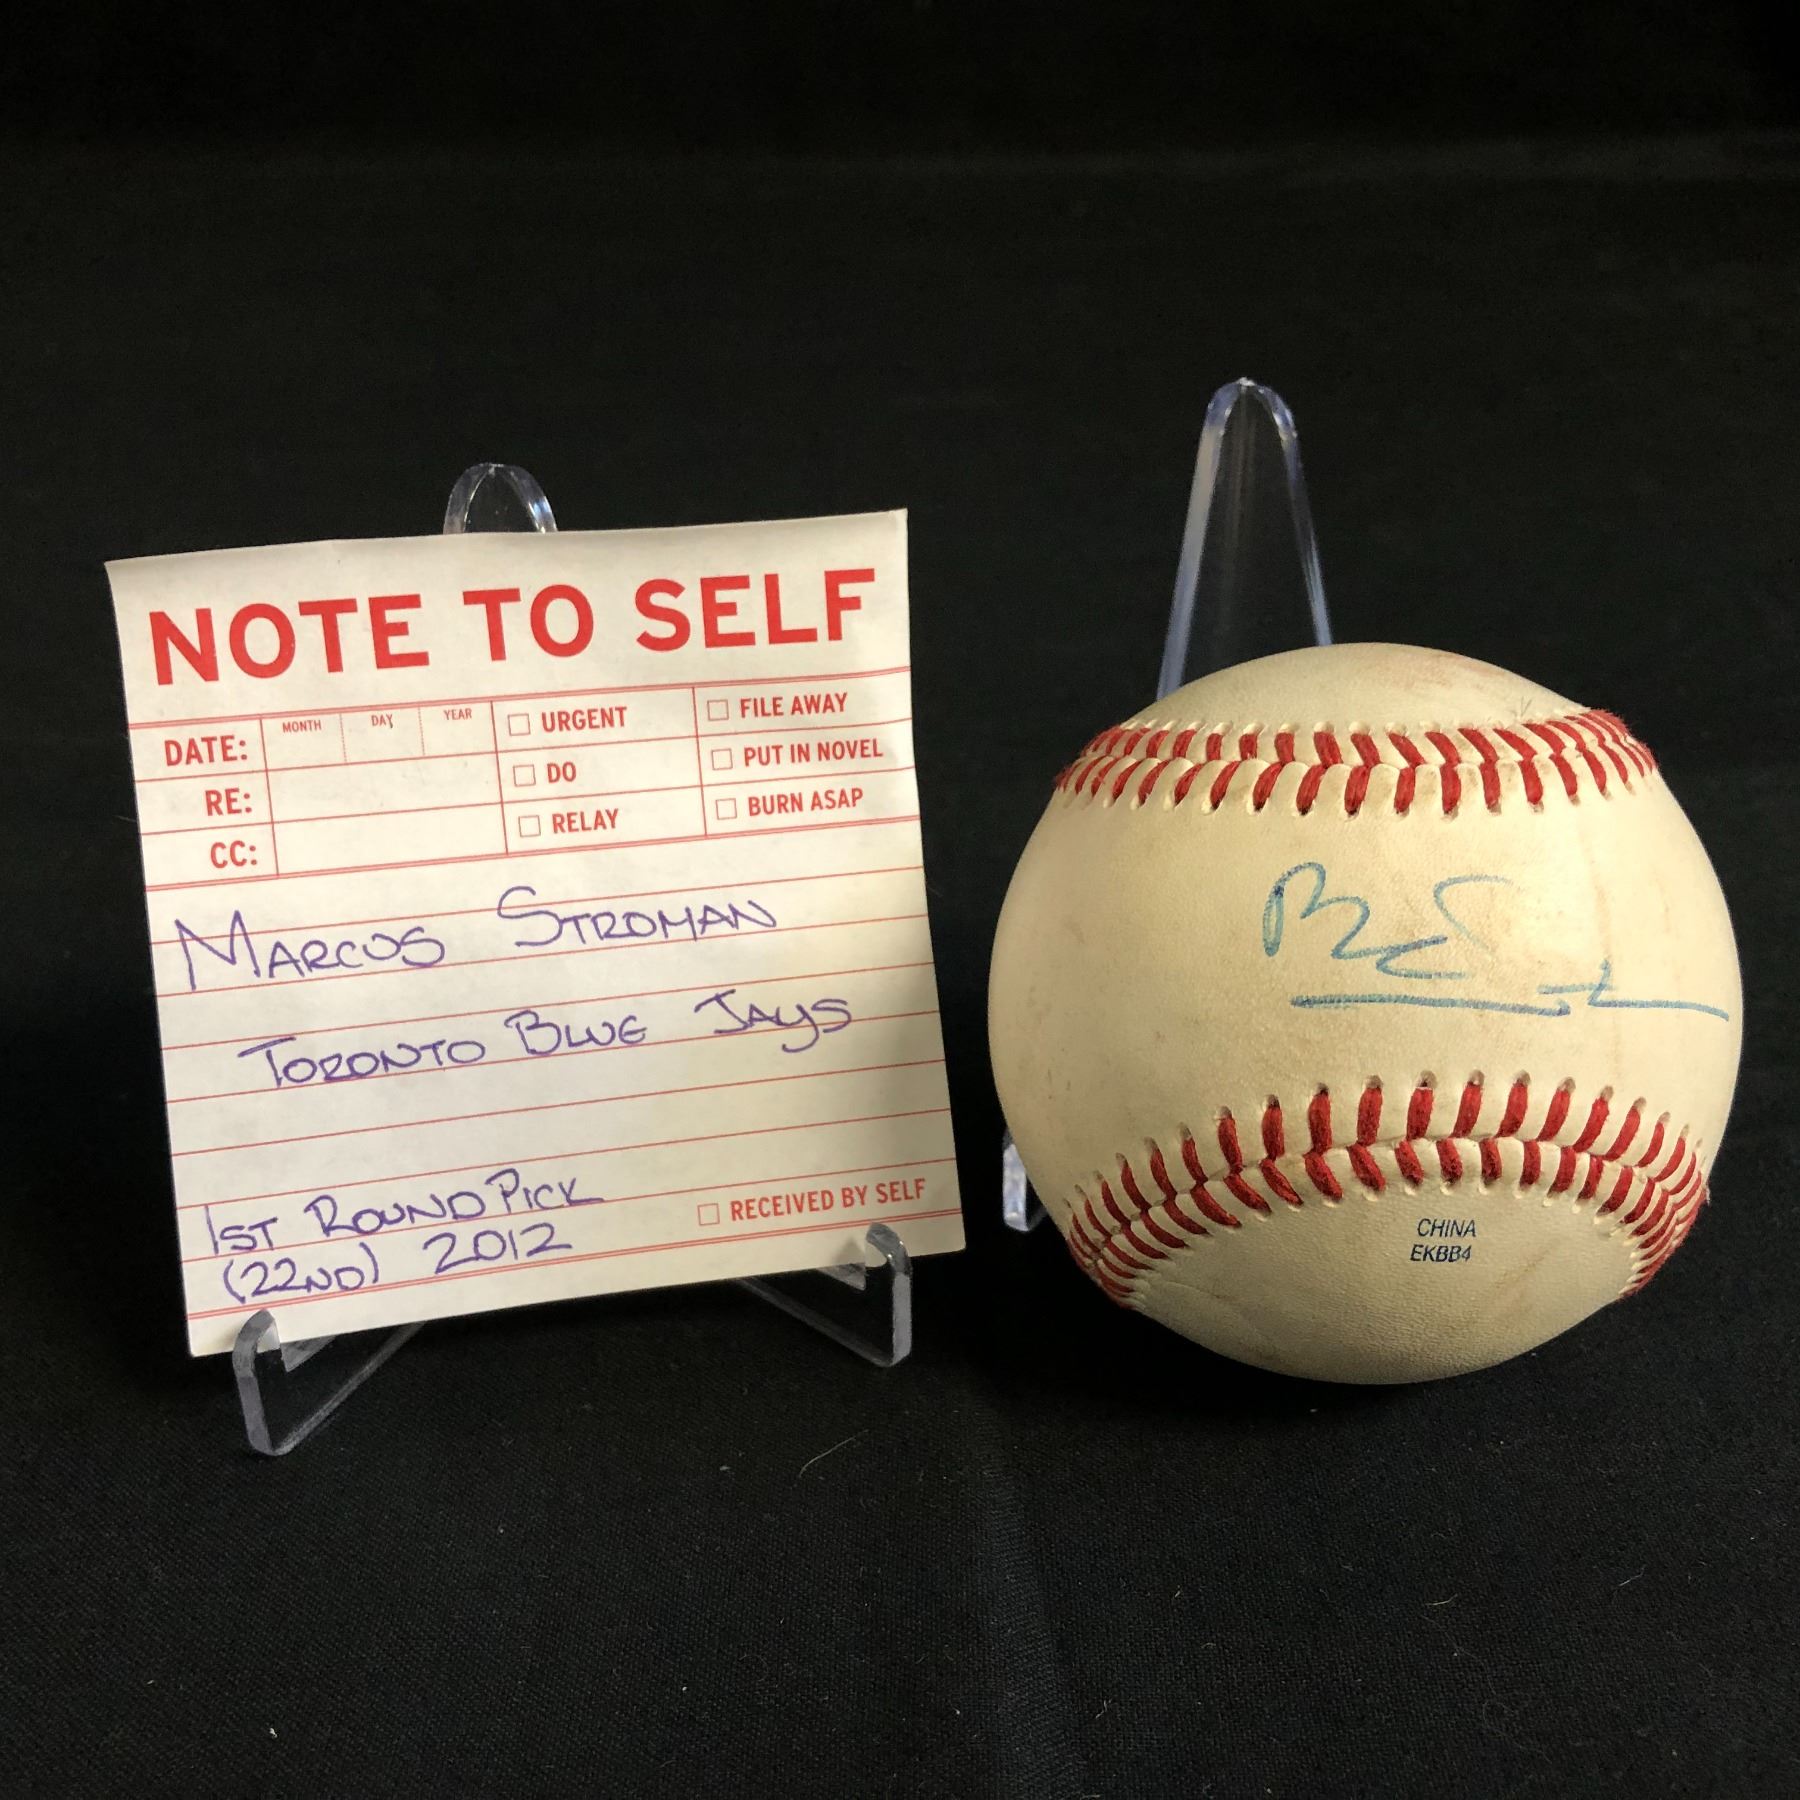 NOTE TO SELF
DATE: MONTH DAY YEAR
RE:
CC:
URGENT
DO
RELAY
FILE AWAY
PUT IN NOVEL
BURN ASAP
MARCUS STROMAN
TORONTO BLUE JAYS
1ST ROUND PICK
(22ND) 2012
RECEIVED BY SELF
CHINA
EKBB4